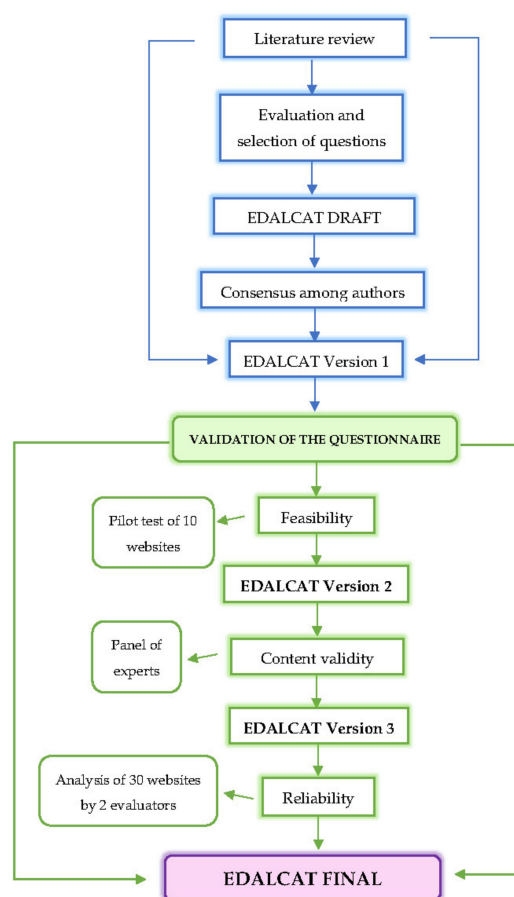 Literature review
Evaluation and
selection of questions
EDALCAT DRAFT
Consensus among authors
EDALCAT Version 1
VALIDATION OF THE QUESTIONNAIRE
Pilot test of 10
websites
Feasibility
EDALCAT Version 2
Panel of
experts
Content validity
EDALCAT Version 3
Analysis of 30 websites
by 2 evaluators
Reliability
EDALCAT FINAL